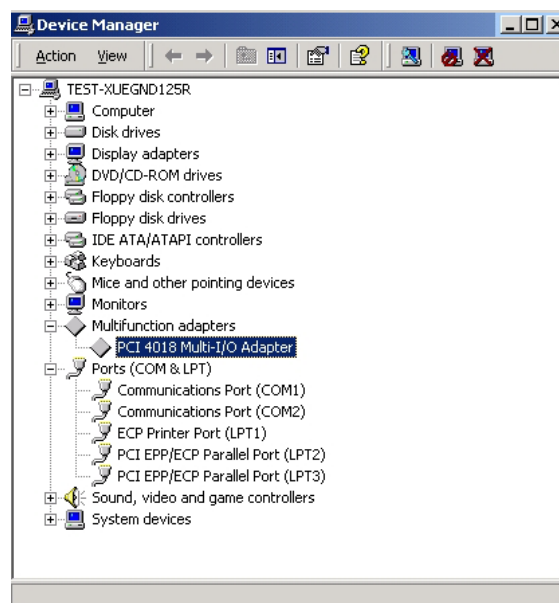 Device Manager
Action View
TEST-XUEGND125R
Computer
Disk drives
Display adapters
DVD/CD-ROM drives
Floppy disk controllers
Floppy disk drives
IDE ATA/ATAPI controllers
Keyboards
Mice and other pointing devices
Monitors
Multifunction adapters
PCI 4018 Multi-I/O Adapter
Ports (COM & LPT)
Communications Port (COM1)
Communications Port (COM2)
ECP Printer Port (LPT1)
PCI EPP/ECP Parallel Port (LPT2)
PCI EPP/ECP Parallel Port (LPT3)
Sound, video and game controllers
System devices